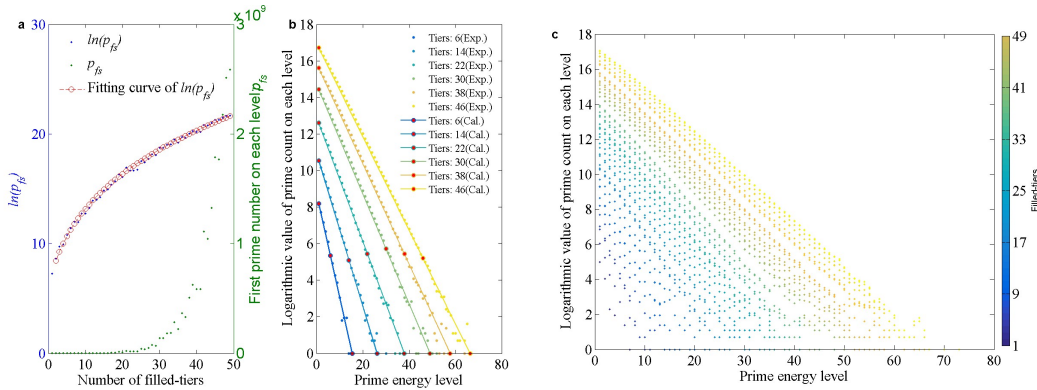 a
x 10^9
30
3
ln(p_fs)
p_fs
Fitting curve of ln(p_fs)
20
2
10
1
0
0
0 10 20 30 40 50
Number of filled-tiers
ln(p_fs)
First prime number on each level p_fs
b
18
16
14
12
10
8
6
4
2
0
Tiers: 6(Exp.)
Tiers: 14(Exp.)
Tiers: 22(Exp.)
Tiers: 30(Exp.)
Tiers: 38(Exp.)
Tiers: 46(Exp.)
Tiers: 6(Cal.)
Tiers: 14(Cal.)
Tiers: 22(Cal.)
Tiers: 30(Cal.)
Tiers: 38(Cal.)
Tiers: 46(Cal.)
0 20 40 60 80
Prime energy level
Logarithmic value of prime count on each level
c
18
16
14
12
10
8
6
4
2
0
0 10 20 30 40 50 60 70 80
Prime energy level
Logarithmic value of prime count on each level
49
41
33
25
17
9
1
Filled-tiers